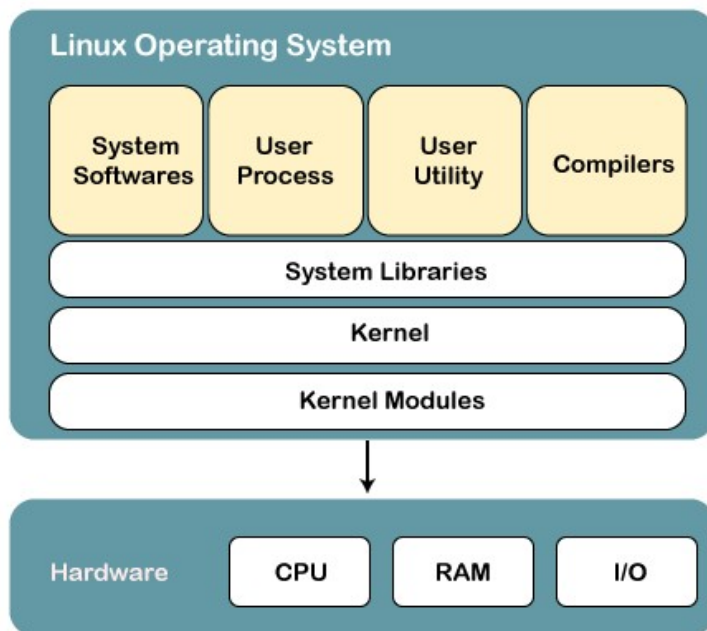 Linux Operating System
System
Softwares
User
Process
User
Utility
Compilers
System Libraries
Kernel
Kernel Modules
Hardware
CPU
RAM
I/O